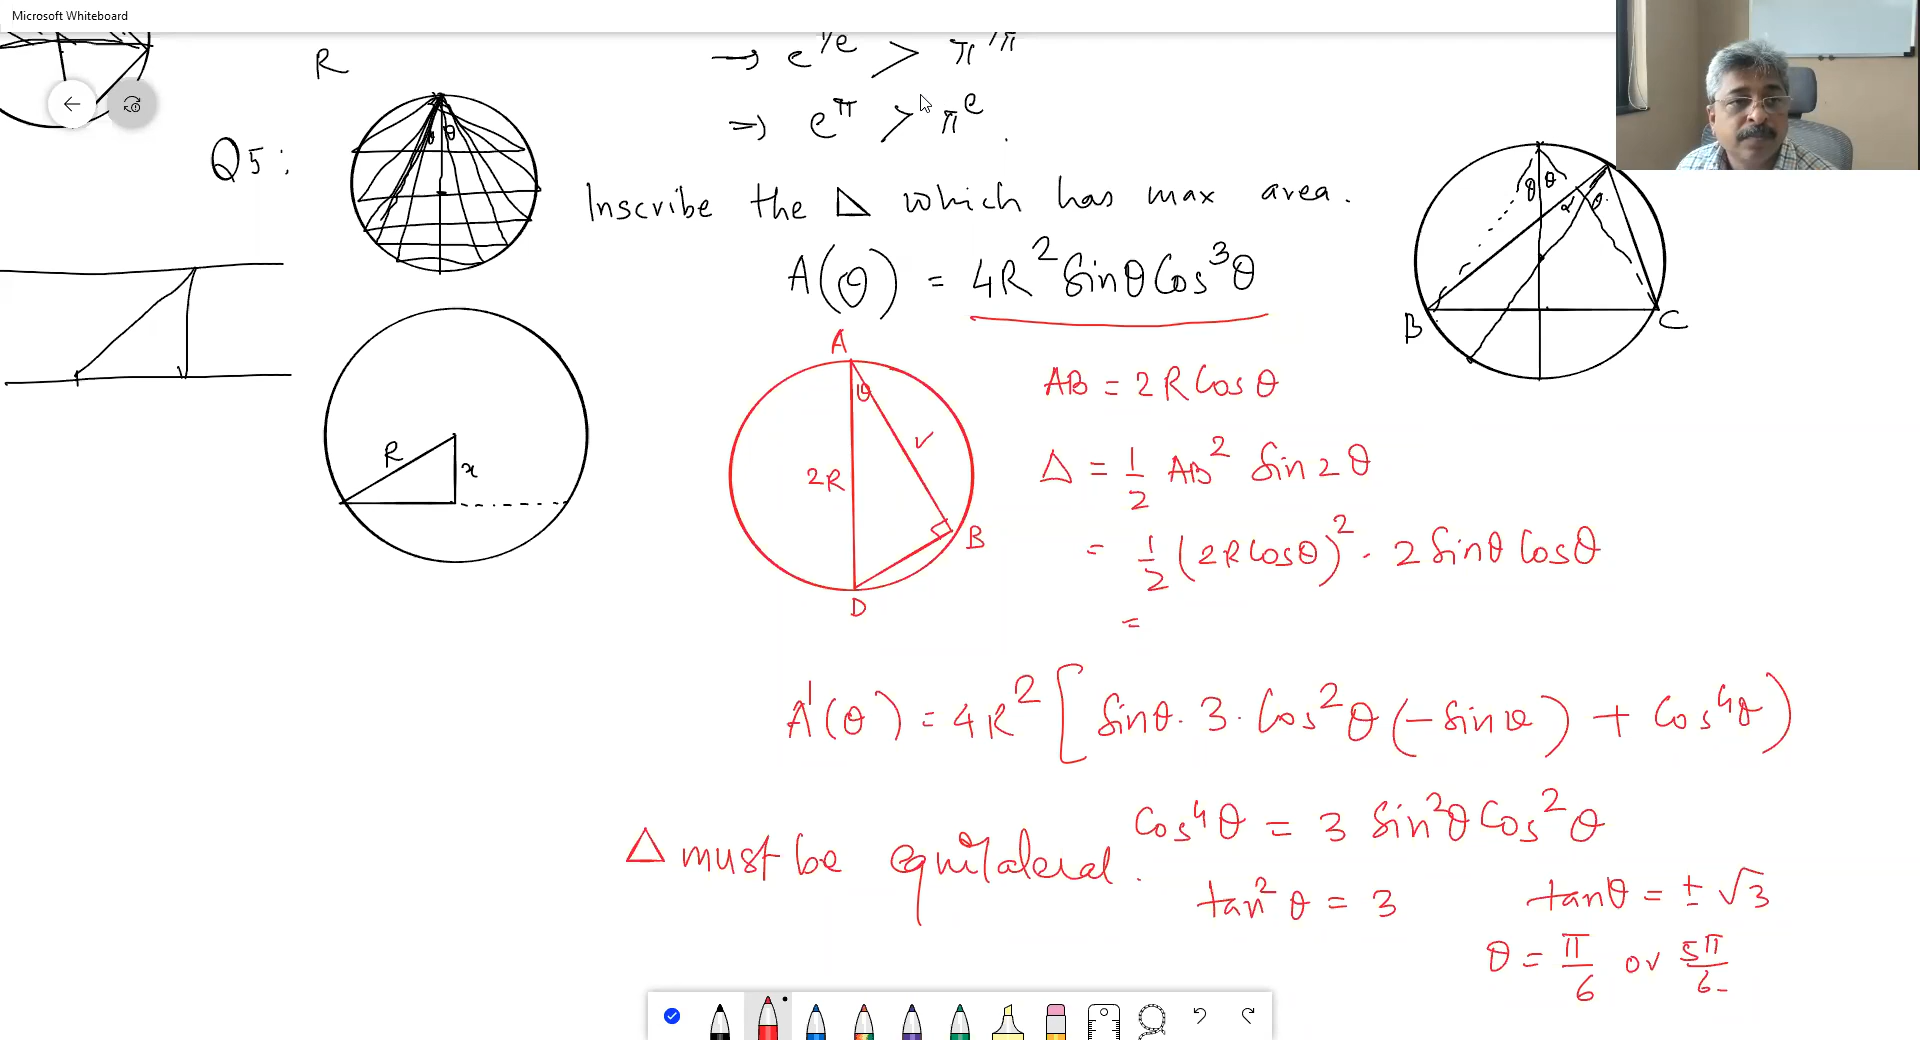 Microsoft Whiteboard
R
→ e^{1/e} > π^{1/π}
⇒ e^π > π^e .
Q5 :
θ θ
Inscribe the △ which has max area .
A(θ) = 4R² Sinθ Cos³θ
θ θ
α θ
B
C
A
θ
2R
B
D
AB = 2R Cos θ
△ = 1/2 AB² Sin 2θ
= 1/2 (2R Cosθ)² . 2 Sinθ Cosθ
=
R
x
A'(θ) = 4R² [ Sinθ . 3 . Cos²θ (− Sinθ) + Cos⁴θ )
Cos⁴θ = 3 Sin²θ Cos²θ
△ must be equilateral .
tan²θ = 3
tanθ = ± √3
θ = π/6 or 5π/6